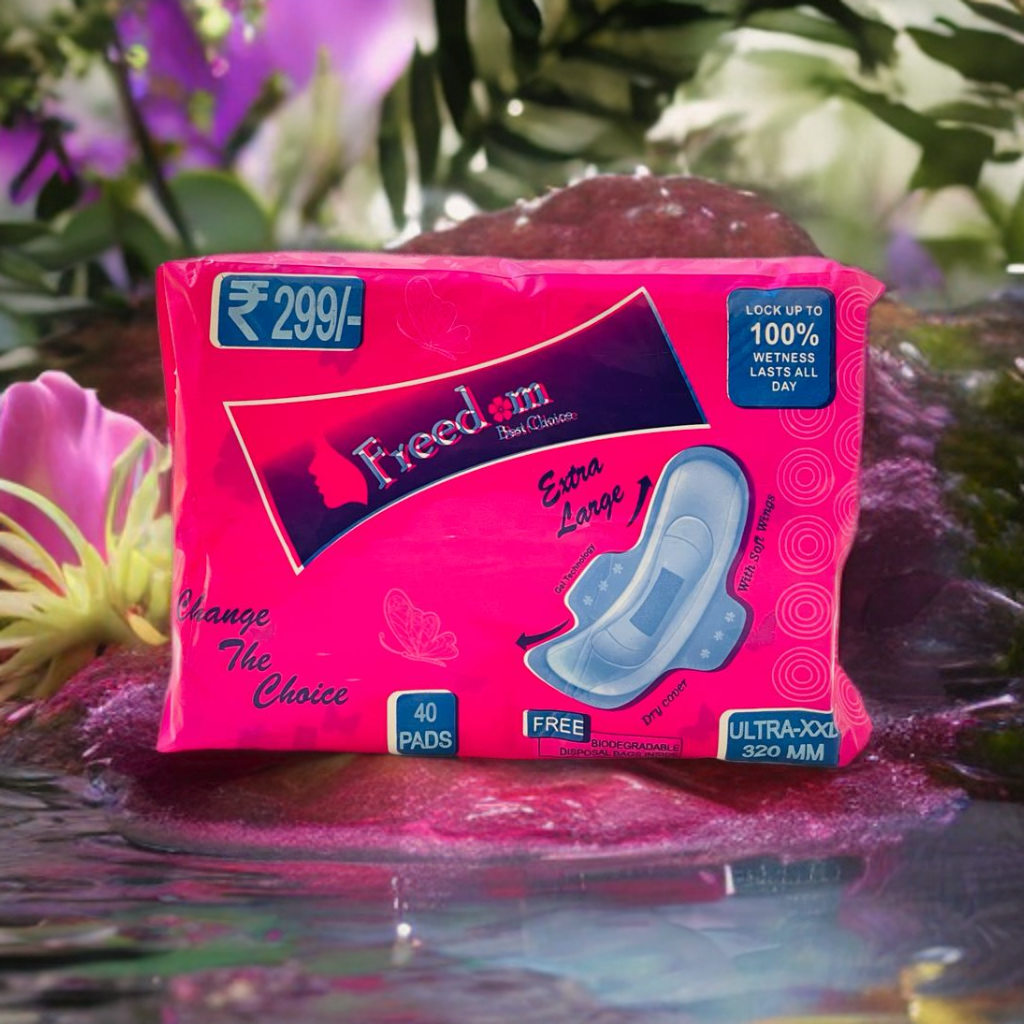 ₹ 299/-
LOCK UP TO
100%
WETNESS
LASTS ALL
DAY
Freedom
Best Choice
Extra
Large
Gel Technology
With Soft Wings
Change
The
Choice
Dry cover
40
PADS
FREE
BIODEGRADABLE
DISPOSAL BAGS INSIDE
ULTRA-XXL
320 MM